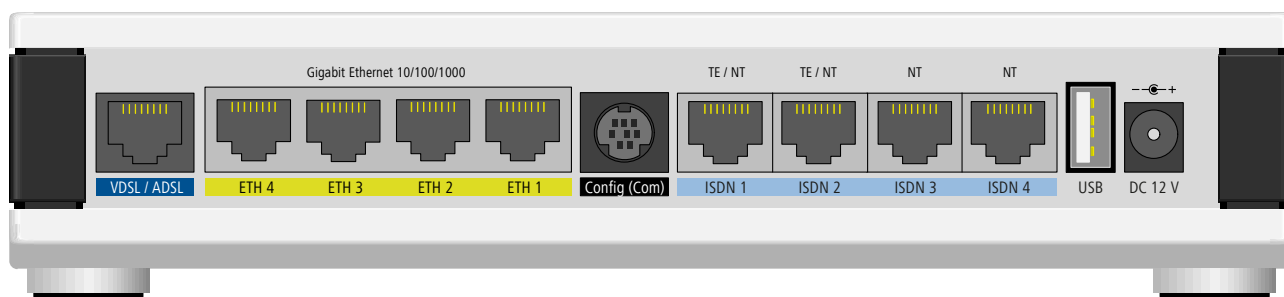 Gigabit Ethernet 10/100/1000 TE / NT TE / NT NT NT
VDSL / ADSL ETH 4 ETH 3 ETH 2 ETH 1 Config (Com) ISDN 1 ISDN 2 ISDN 3 ISDN 4 USB DC 12 V